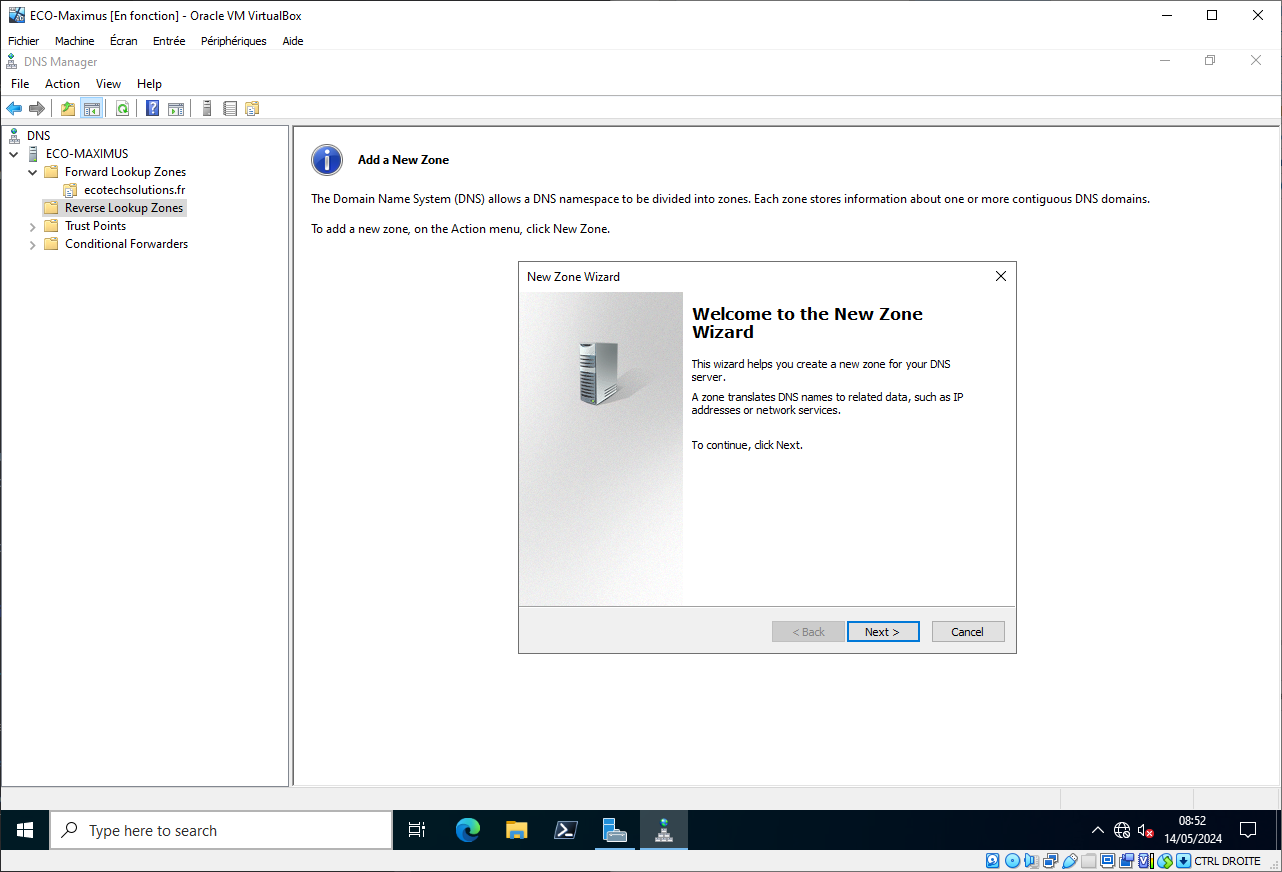 ECO-Maximus [En fonction] - Oracle VM VirtualBox
Fichier Machine Écran Entrée Périphériques Aide
DNS Manager
File Action View Help
DNS
ECO-MAXIMUS
Forward Lookup Zones
ecotechsolutions.fr
Reverse Lookup Zones
Trust Points
Conditional Forwarders
Add a New Zone
The Domain Name System (DNS) allows a DNS namespace to be divided into zones. Each zone stores information about one or more contiguous DNS domains.
To add a new zone, on the Action menu, click New Zone.
New Zone Wizard
Welcome to the New Zone
Wizard
This wizard helps you create a new zone for your DNS
server.
A zone translates DNS names to related data, such as IP
addresses or network services.
To continue, click Next.
< Back Next > Cancel
Type here to search
08:52
14/05/2024
CTRL DROITE